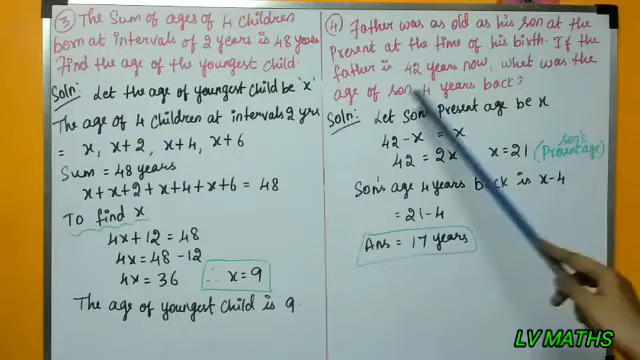 ③ The Sum of ages of 4 Children
born at intervals of 2 years is 48 years
Find the age of the youngest child.
Soln: Let the age of youngest child be 'x'
The age of 4 children at intervals 2 yrs
= x, x+2, x+4, x+6
Sum = 48 years
x+x+2+x+4+x+6 = 48
To find x
4x+12 = 48
4x = 48-12
4x = 36 ∴ x=9
The age of youngest child is 9.
④ Father was as old as his son at the
Present at the time of his birth. If the
father is 42 years now, what was the
age of son 4 years back?
Soln: Let Son Present age be x
42-x = x
42 = 2x x=21 (son's Present age)
Son's age 4 years back is x-4
= 21-4
Ans = 17 years
LV MATHS